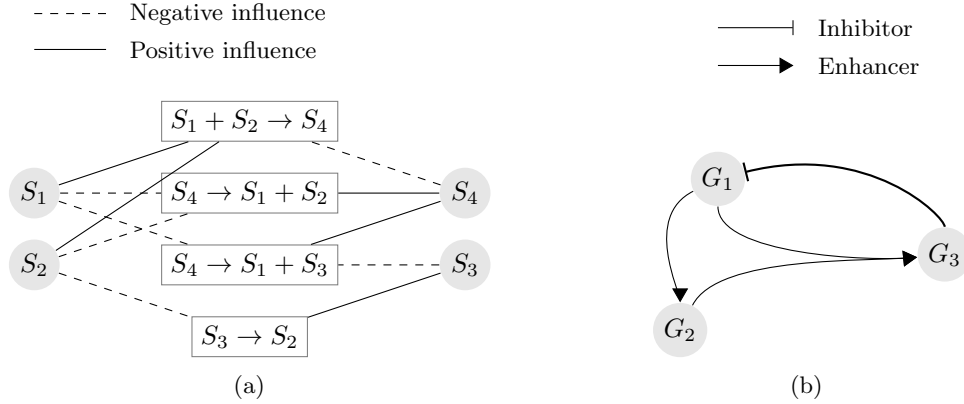 Negative influence
Positive influence
S₁ + S₂ → S₄
S₁
S₄ → S₁ + S₂
S₄
S₂
S₄ → S₁ + S₃
S₃
S₃ → S₂
(a)
Inhibitor
Enhancer
G₁
G₃
G₂
(b)